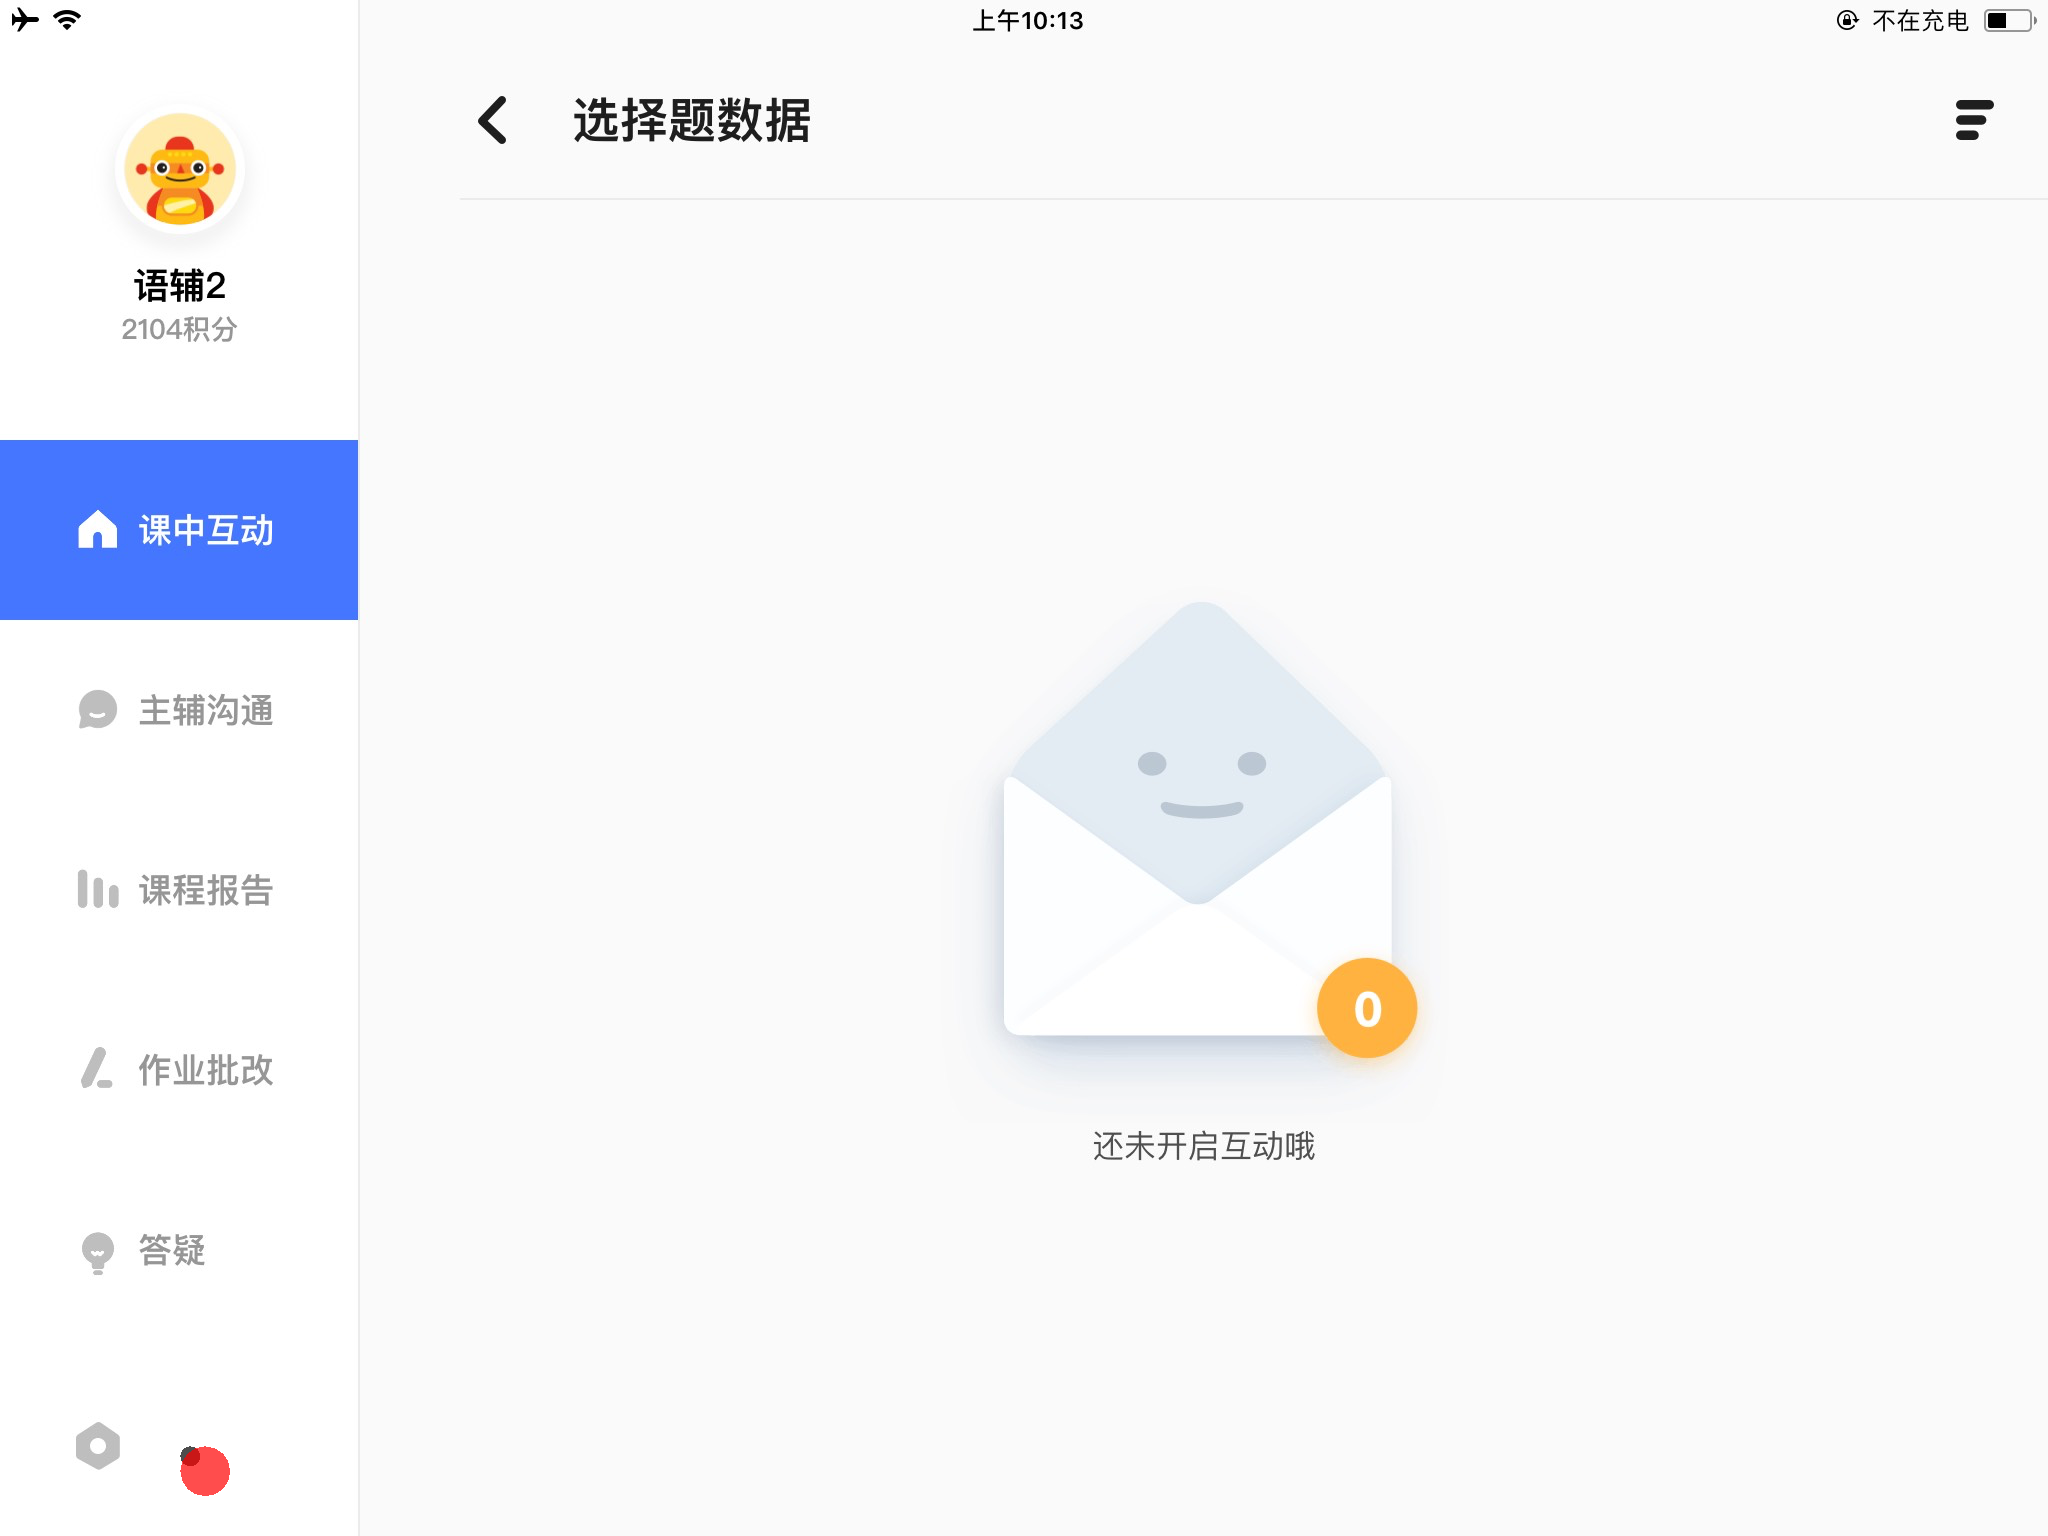 上午10:13
不在充电
选择题数据
语辅2
2104积分
课中互动
主辅沟通
课程报告
作业批改
答疑
0
还未开启互动哦